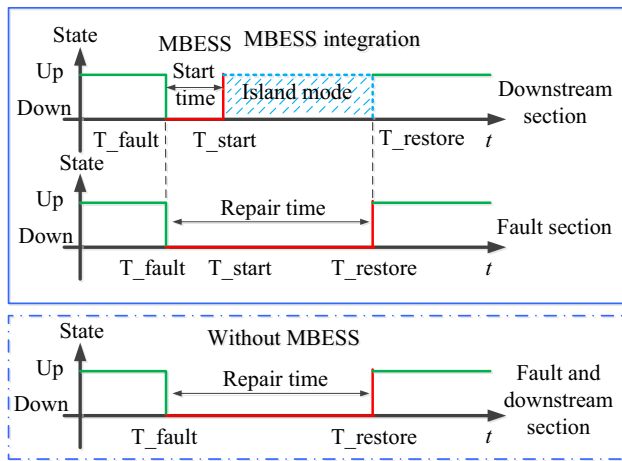 State
MBESS
MBESS integration
Up
Start
time
Island mode
Downstream
section
Down
T_fault
T_start
T_restore
t
State
Up
Repair time
Fault section
Down
T_fault
T_start
T_restore
t
State
Without MBESS
Up
Repair time
Fault and
downstream
section
Down
T_fault
T_restore
t